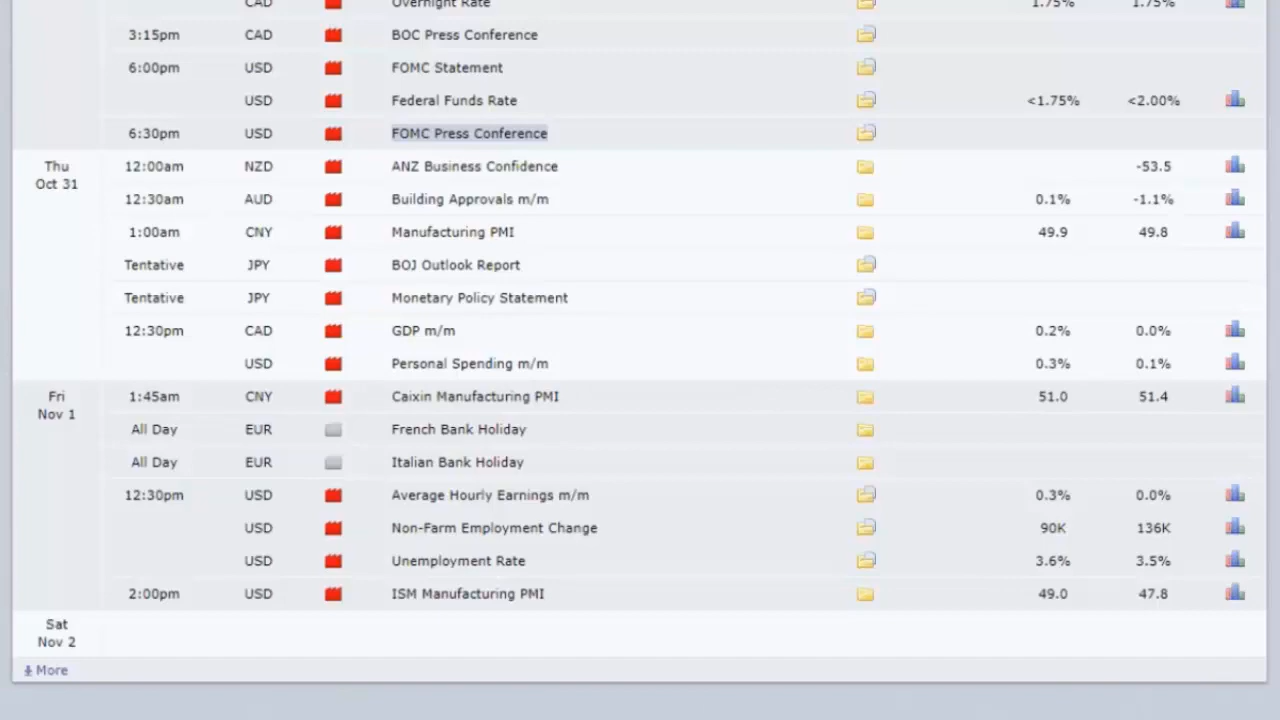 CAD Overnight Rate 1.75% 1.75%
3:15pm CAD BOC Press Conference
6:00pm USD FOMC Statement
USD Federal Funds Rate <1.75% <2.00%
6:30pm USD FOMC Press Conference
Thu Oct 31 12:00am NZD ANZ Business Confidence -53.5
12:30am AUD Building Approvals m/m 0.1% -1.1%
1:00am CNY Manufacturing PMI 49.9 49.8
Tentative JPY BOJ Outlook Report
Tentative JPY Monetary Policy Statement
12:30pm CAD GDP m/m 0.2% 0.0%
USD Personal Spending m/m 0.3% 0.1%
Fri Nov 1 1:45am CNY Caixin Manufacturing PMI 51.0 51.4
All Day EUR French Bank Holiday
All Day EUR Italian Bank Holiday
12:30pm USD Average Hourly Earnings m/m 0.3% 0.0%
USD Non-Farm Employment Change 90K 136K
USD Unemployment Rate 3.6% 3.5%
2:00pm USD ISM Manufacturing PMI 49.0 47.8
Sat Nov 2
More